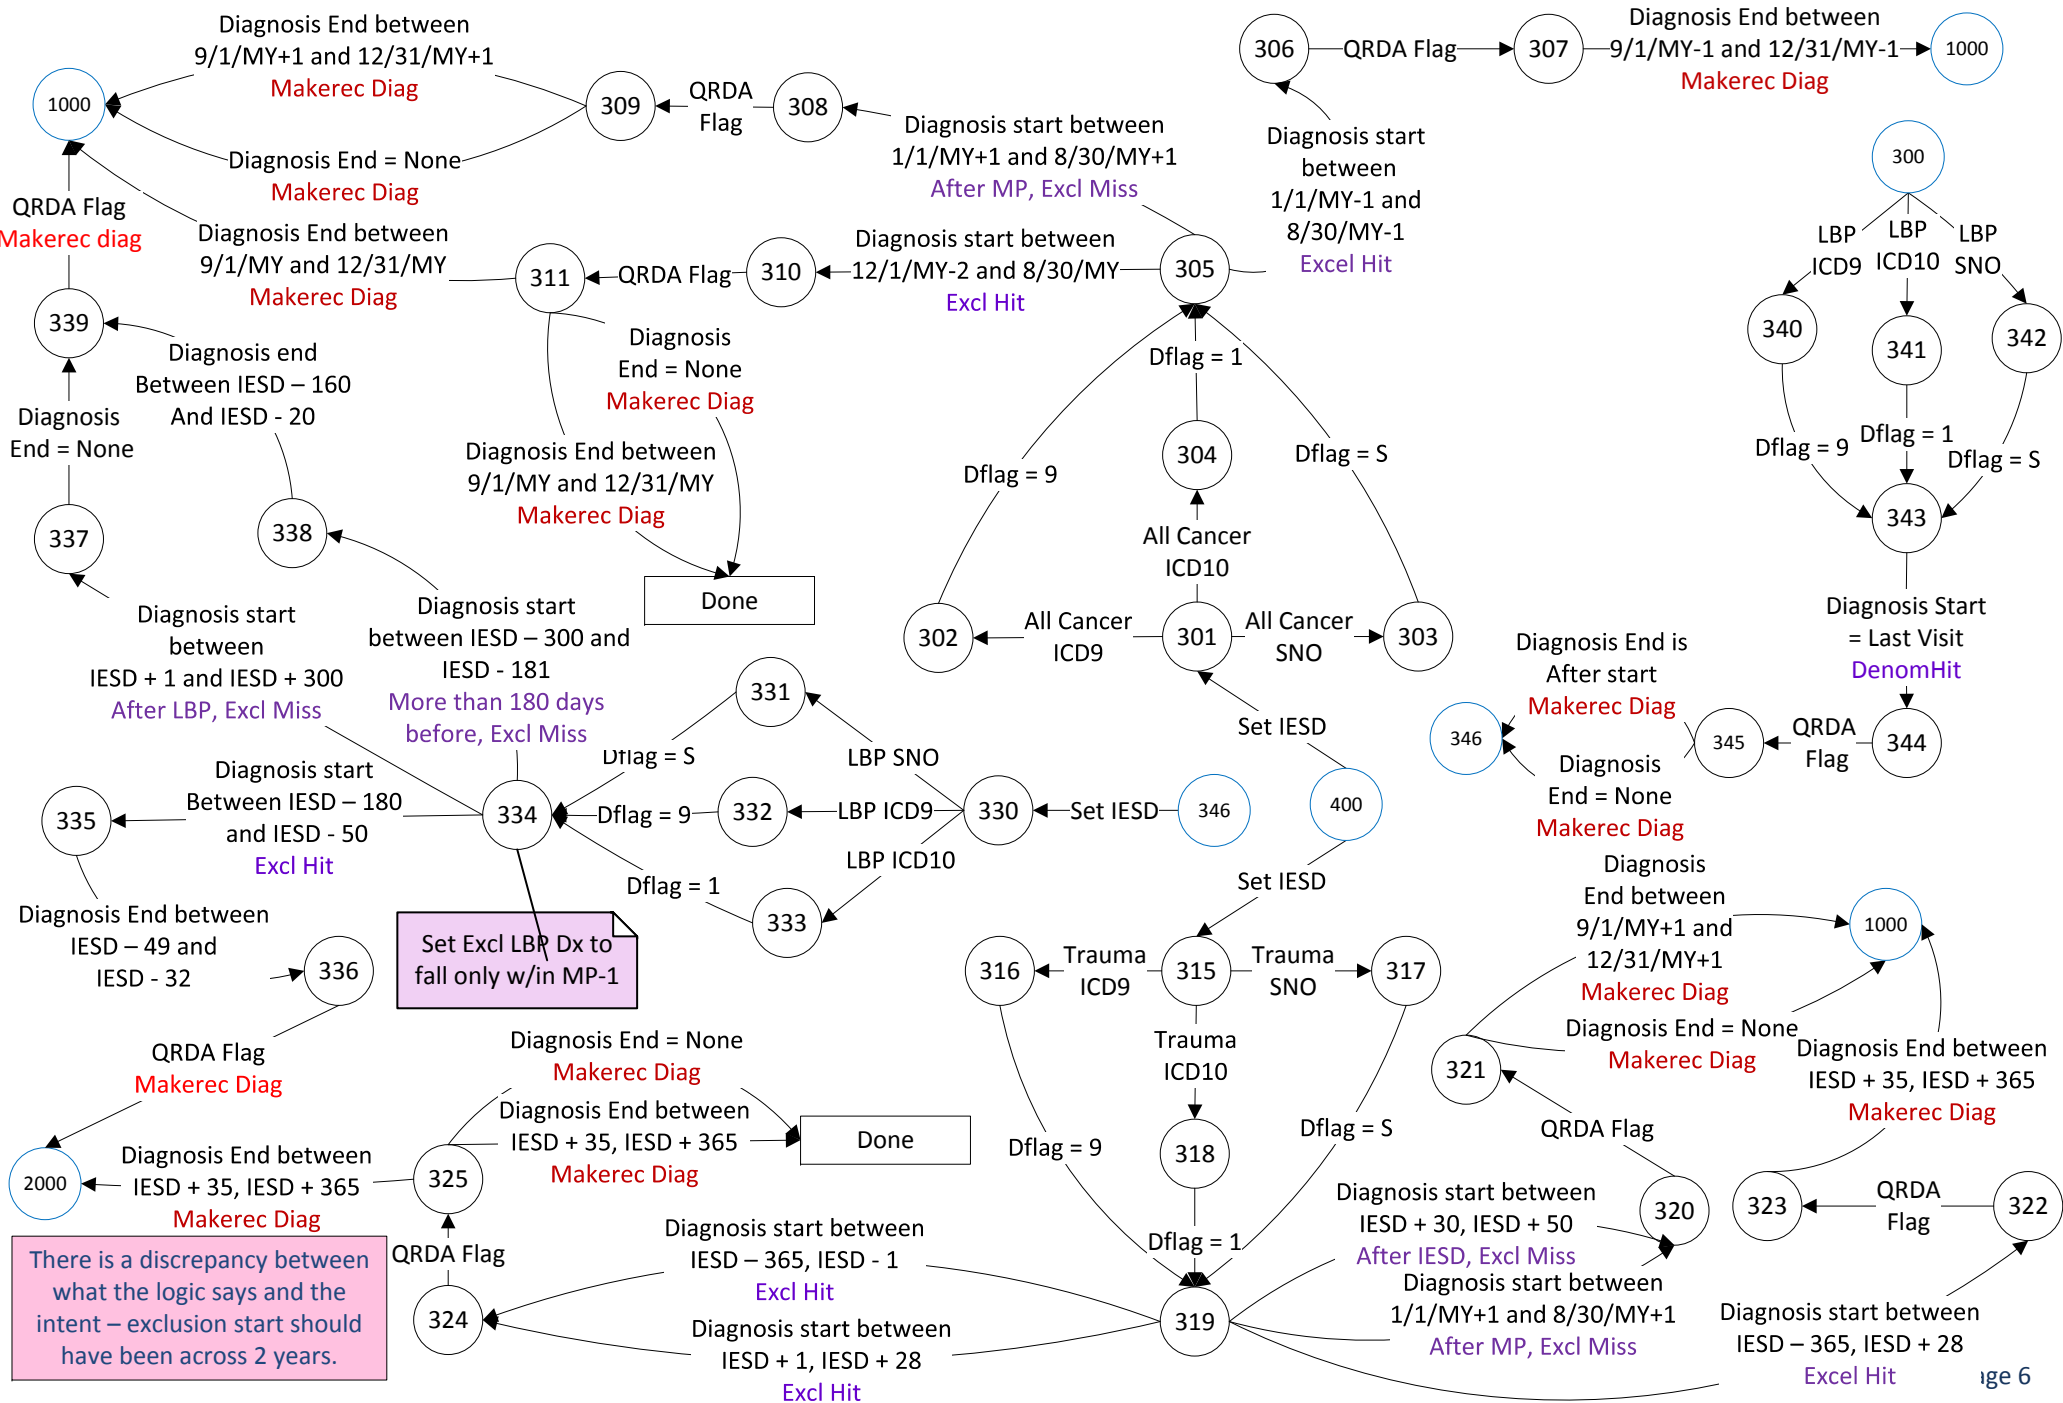 Diagnosis End between
9/1/MY+1 and 12/31/MY+1
Makerec Diag
1000
309
QRDA
Flag
308
Diagnosis End = None
Makerec Diag
Diagnosis start between
1/1/MY+1 and 8/30/MY+1
After MP, Excl Miss
306
QRDA Flag
307
Diagnosis End between
9/1/MY-1 and 12/31/MY-1
Makerec Diag
1000
Diagnosis start
between
1/1/MY-1 and
8/30/MY-1
Excel Hit
300
LBP
ICD9
LBP
ICD10
LBP
SNO
340
341
342
Dflag = 9
Dflag = 1
Dflag = S
343
Diagnosis Start
= Last Visit
DenomHit
344
QRDA
Flag
345
Diagnosis End is
After start
Makerec Diag
346
Diagnosis
End = None
Makerec Diag
QRDA Flag
Makerec diag
Diagnosis End between
9/1/MY and 12/31/MY
Makerec Diag
311
QRDA Flag
310
Diagnosis start between
12/1/MY-2 and 8/30/MY
Excl Hit
305
339
Diagnosis end
Between IESD – 160
And IESD - 20
Diagnosis
End = None
Makerec Diag
Diagnosis
End = None
Diagnosis End between
9/1/MY and 12/31/MY
Makerec Diag
Done
337
338
Dflag = 9
Dflag = 1
Dflag = S
304
All Cancer
ICD10
302
All Cancer
ICD9
301
All Cancer
SNO
303
Set IESD
400
Set IESD
Diagnosis start
between
IESD + 1 and IESD + 300
After LBP, Excl Miss
Diagnosis start
between IESD – 300 and
IESD - 181
More than 180 days
before, Excl Miss
331
Dflag = S
LBP SNO
335
Diagnosis start
Between IESD – 180
and IESD - 50
Excl Hit
334
Dflag = 9
332
LBP ICD9
330
Set IESD
346
LBP ICD10
Dflag = 1
333
Set Excl LBP Dx to
fall only w/in MP-1
Diagnosis End between
IESD – 49 and
IESD - 32
336
QRDA Flag
Makerec Diag
2000
Diagnosis End between
IESD + 35, IESD + 365
Makerec Diag
325
Diagnosis End = None
Makerec Diag
Diagnosis End between
IESD + 35, IESD + 365
Makerec Diag
Done
There is a discrepancy between
what the logic says and the
intent – exclusion start should
have been across 2 years.
QRDA Flag
324
Diagnosis start between
IESD – 365, IESD - 1
Excl Hit
Diagnosis start between
IESD + 1, IESD + 28
Excl Hit
316
Trauma
ICD9
315
Trauma
SNO
317
Trauma
ICD10
318
Dflag = 9
Dflag = 1
Dflag = S
319
Diagnosis
End between
9/1/MY+1 and
12/31/MY+1
Makerec Diag
1000
Diagnosis End = None
Makerec Diag
321
Diagnosis End between
IESD + 35, IESD + 365
Makerec Diag
QRDA Flag
320
323
QRDA
Flag
322
Diagnosis start between
IESD + 30, IESD + 50
After IESD, Excl Miss
Diagnosis start between
1/1/MY+1 and 8/30/MY+1
After MP, Excl Miss
Diagnosis start between
IESD – 365, IESD + 28
Excel Hit
6